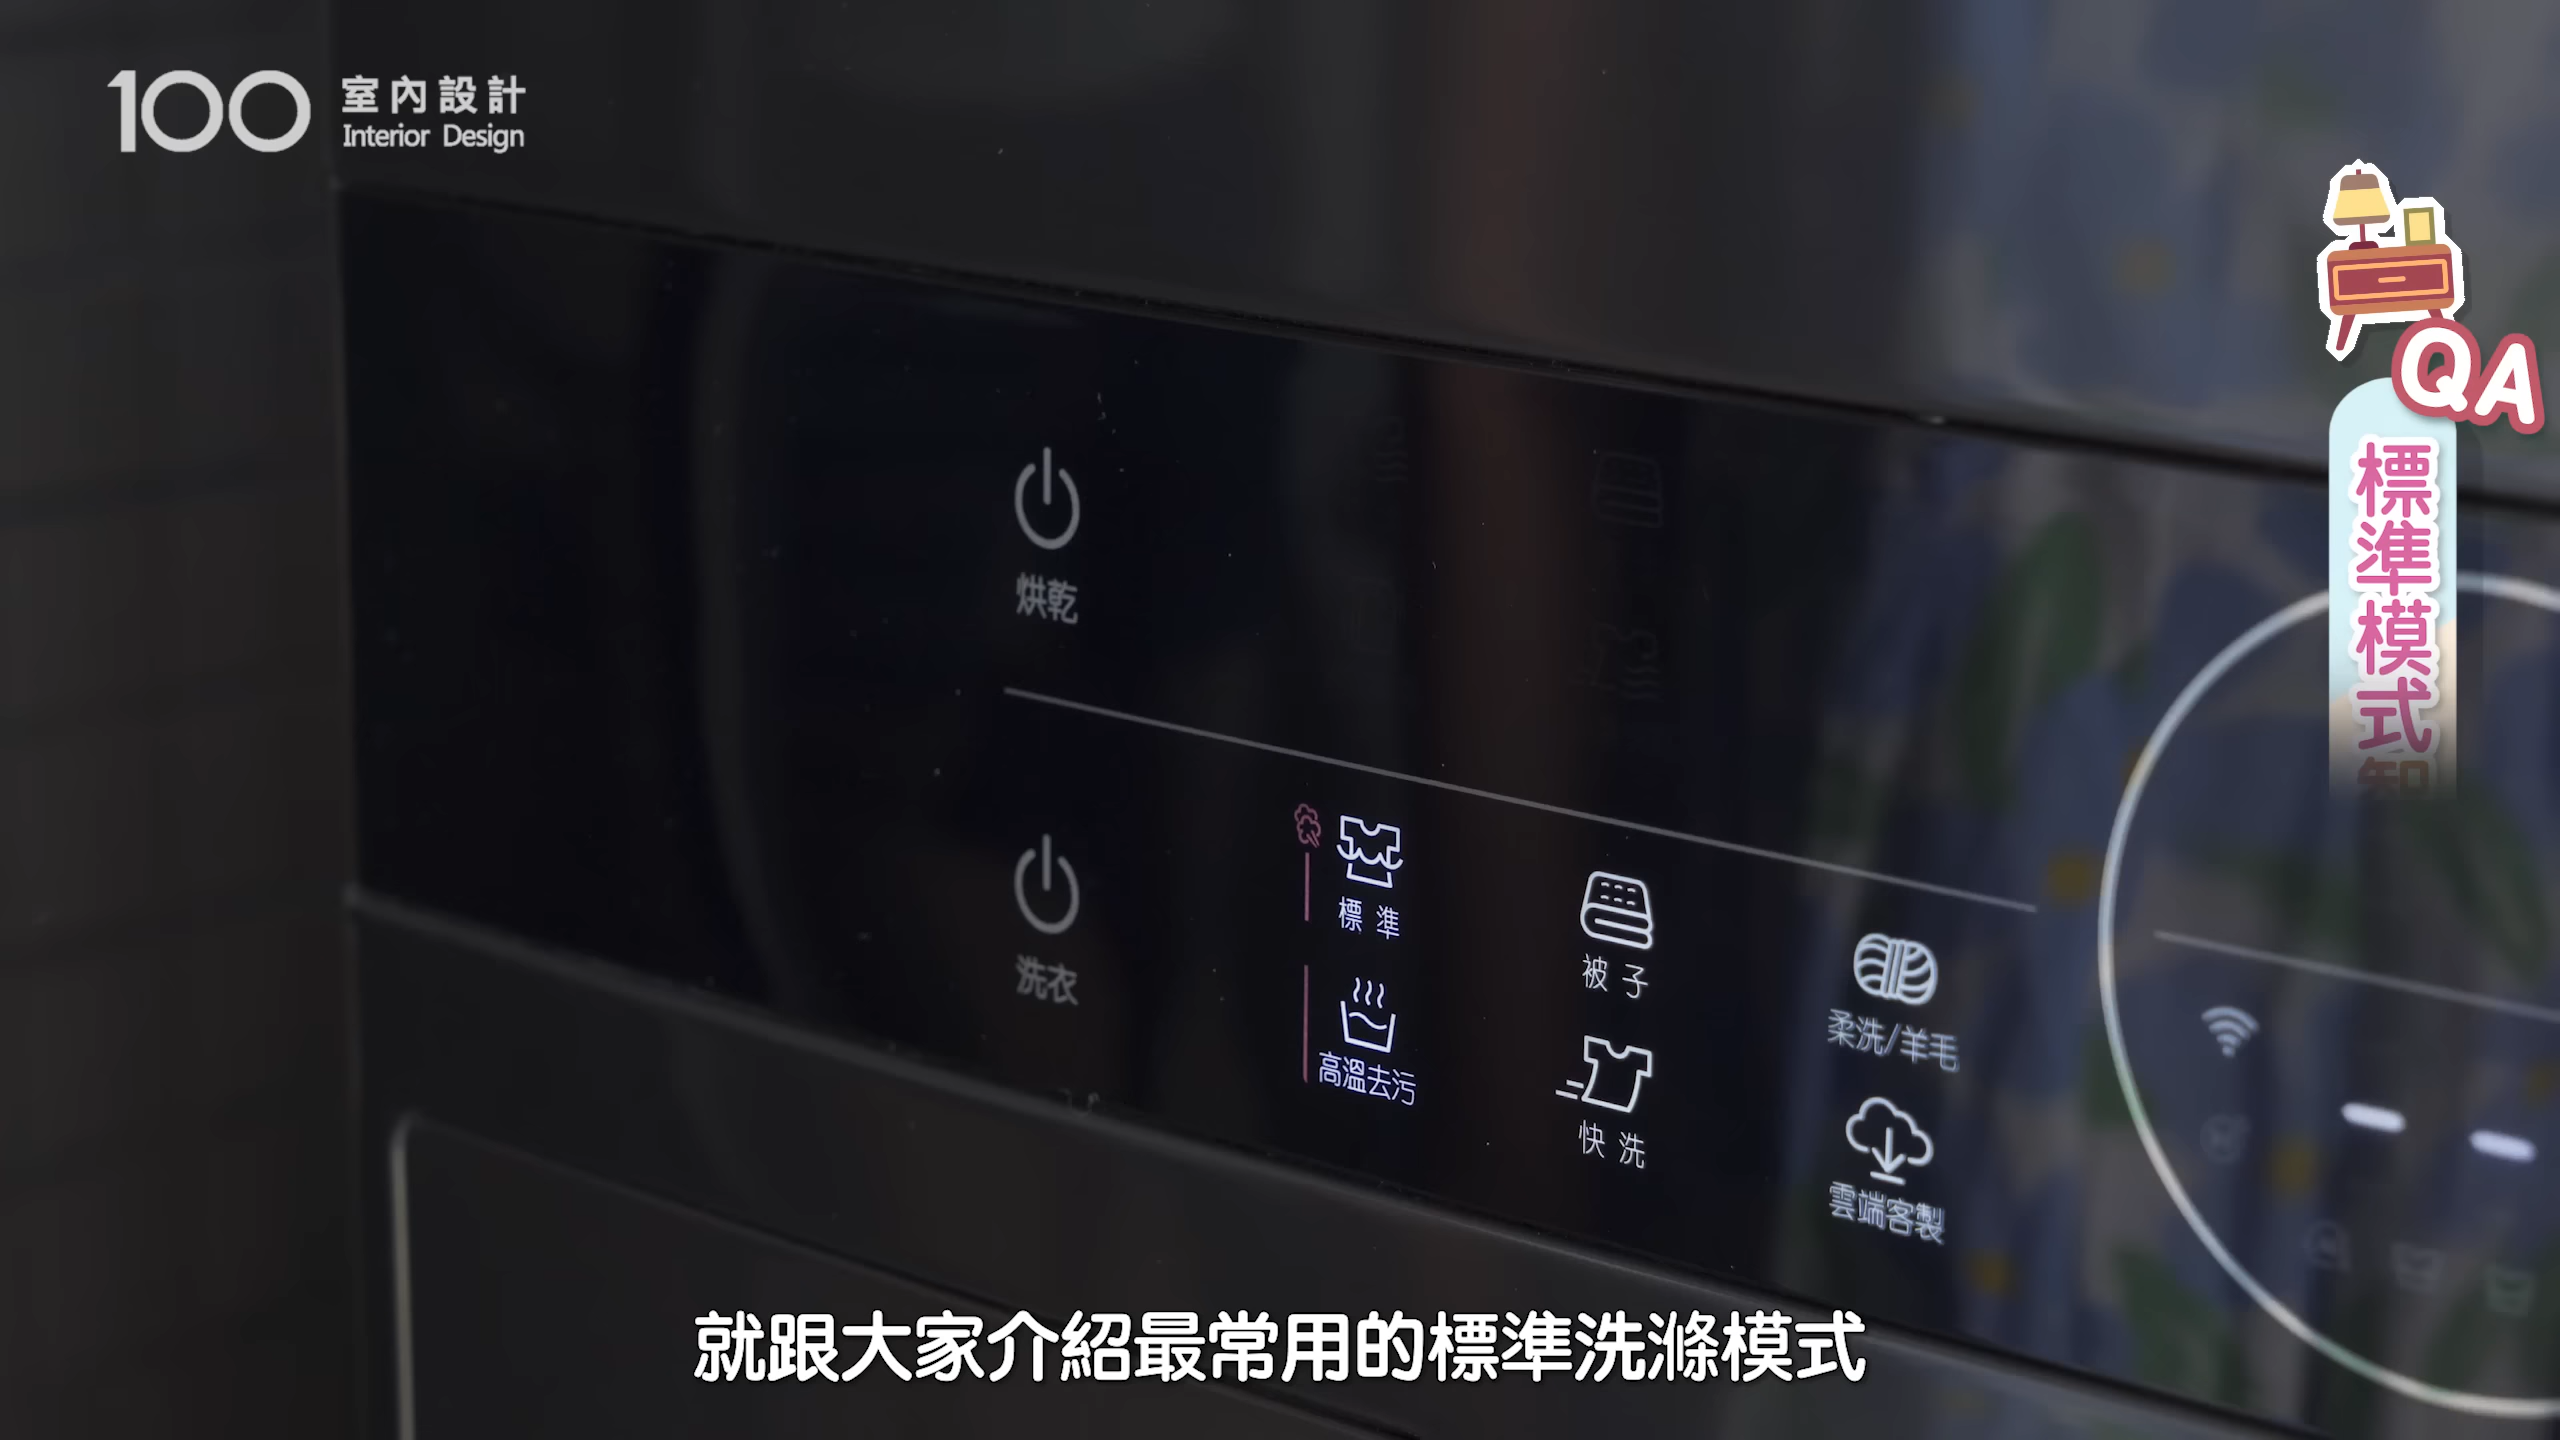 100 室內設計
Interior Design
QA
標準模式
烘乾
洗衣
標準
被子
柔洗/羊毛
高溫去污
快洗
雲端客製
就跟大家介紹最常用的標準洗滌模式